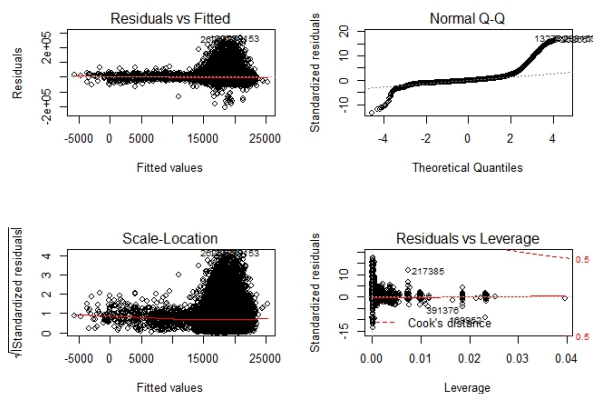 Residuals vs Fitted
Residuals
-2e+05
2e+05
-5000 0 5000 15000 25000
Fitted values
Normal Q-Q
Standardized residuals
-10 0 10 20
-4 -2 0 2 4
Theoretical Quantiles
Scale-Location
√|Standardized residuals|
0 1 2 3 4
-5000 0 5000 15000 25000
Fitted values
Residuals vs Leverage
Standardized residuals
-15 0 10
217385
391376
Cook's distance
0.5
0.5
0.00 0.01 0.02 0.03 0.04
Leverage